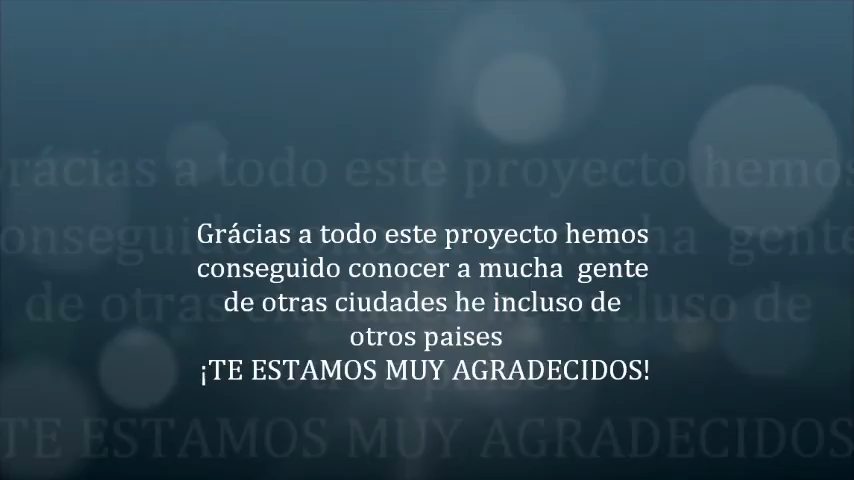 Grácias a todo este proyecto hemos
conseguido conocer a mucha  gente
de otras ciudades he incluso de
otros paises
¡TE ESTAMOS MUY AGRADECIDOS!